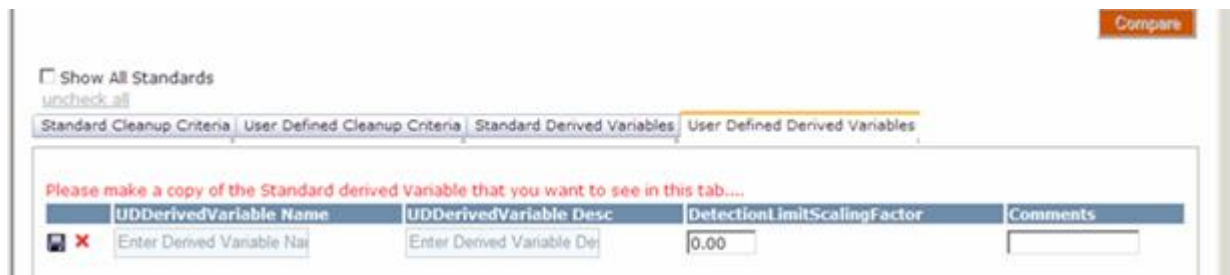 Compare
Show All Standards
uncheck all
Standard Cleanup Criteria User Defined Cleanup Criteria Standard Derived Variables User Defined Derived Variables
Please make a copy of the Standard derived Variable that you want to see in this tab....
UDDerivedVariable Name UDDerivedVariable Desc DetectionLimitScalingFactor Comments
Enter Derived Variable Nai Enter Derived Variable De 0.00